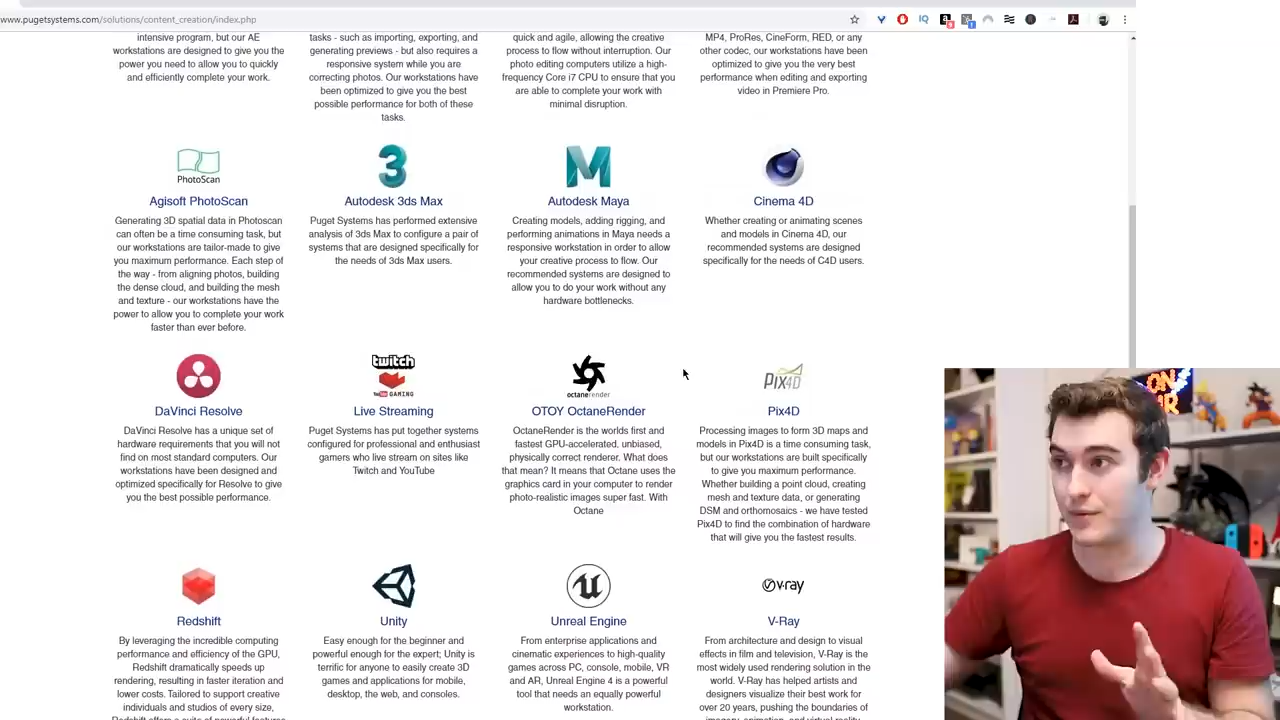 www.pugetsystems.com/solutions/content_creation/index.php
intensive program, but our AE
workstations are designed to give you the
power you need to allow you to quickly
and efficiently complete your work.
tasks - such as importing, exporting, and
generating previews - but also requires a
responsive system while you are
correcting photos. Our workstations have
been optimized to give you the best
possible performance for both of these
tasks.
quick and agile, allowing the creative
process to flow without interruption. Our
photo editing computers utilize a high-
frequency Core i7 CPU to ensure that you
are able to complete your work with
minimal disruption.
MP4, ProRes, CineForm, RED, or any
other codec, our workstations have been
optimized to give you the very best
performance when editing and exporting
video in Premiere Pro.
PhotoScan
Agisoft PhotoScan
Generating 3D spatial data in Photoscan
can often be a time consuming task, but
our workstations are tailor-made to give
you maximum performance. Each step of
the way - from aligning photos, building
the dense cloud, and building the mesh
and texture - our workstations have the
power to allow you to complete your work
faster than ever before.
3
Autodesk 3ds Max
Puget Systems has performed extensive
analysis of 3ds Max to configure a pair of
systems that are designed specifically for
the needs of 3ds Max users.
M
Autodesk Maya
Creating models, adding rigging, and
performing animations in Maya needs a
responsive workstation in order to allow
your creative process to flow. Our
recommended systems are designed to
allow you to do your work without any
hardware bottlenecks.
Cinema 4D
Whether creating or animating scenes
and models in Cinema 4D, our
recommended systems are designed
specifically for the needs of C4D users.
DaVinci Resolve
DaVinci Resolve has a unique set of
hardware requirements that you will not
find on most standard computers. Our
workstations have been designed and
optimized specifically for Resolve to give
you the best possible performance.
twitch
YouTube GAMING
Live Streaming
Puget Systems has put together systems
configured for professional and enthusiast
gamers who live stream on sites like
Twitch and YouTube
octanerender
OTOY OctaneRender
OctaneRender is the worlds first and
fastest GPU-accelerated, unbiased,
physically correct renderer. What does
that mean? It means that Octane uses the
graphics card in your computer to render
photo-realistic images super fast. With
Octane
PIX4D
Pix4D
Processing images to form 3D maps and
models in Pix4D is a time consuming task,
but our workstations are built specifically
to give you maximum performance.
Whether building a point cloud, creating
mesh and texture data, or generating
DSM and orthomosaics - we have tested
Pix4D to find the combination of hardware
that will give you the fastest results.
Redshift
By leveraging the incredible computing
performance and efficiency of the GPU,
Redshift dramatically speeds up
rendering, resulting in faster iteration and
lower costs. Tailored to support creative
individuals and studios of every size,
Redshift offers a suite of powerful features
Unity
Easy enough for the beginner and
powerful enough for the expert; Unity is
terrific for anyone to easily create 3D
games and applications for mobile,
desktop, the web, and consoles.
Unreal Engine
From enterprise applications and
cinematic experiences to high-quality
games across PC, console, mobile, VR
and AR, Unreal Engine 4 is a powerful
tool that needs an equally powerful
workstation.
v-ray
V-Ray
From architecture and design to visual
effects in film and television, V-Ray is the
most widely used rendering solution in the
world. V-Ray has helped artists and
designers visualize their best work for
over 20 years, pushing the boundaries of
imagery, animation, and virtual reality
IQ
ON
AIR